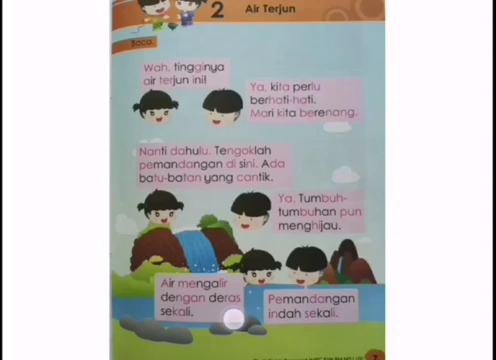 2
Air Terjun
Baca.
Wah, tingginya
air terjun ini!
Ya, kita perlu
berhati-hati.
Mari kita berenang.
Nanti dahulu. Tengoklah
pemandangan di sini. Ada
batu-batan yang cantik.
Ya. Tumbuh-
tumbuhan pun
menghijau.
Air mengalir
dengan deras
sekali.
Pemandangan
indah sekali.